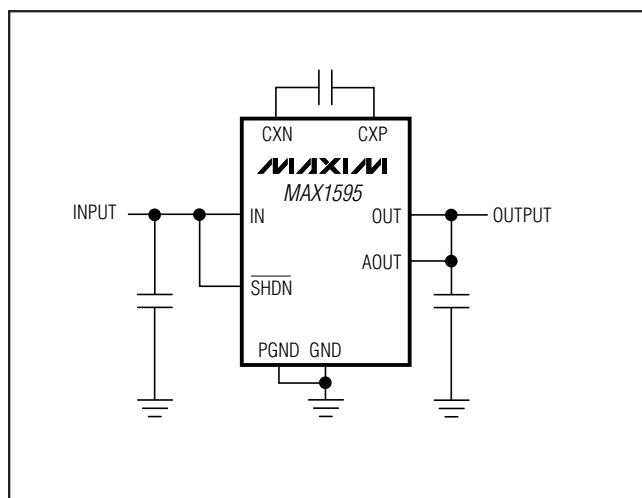 CXN CXP
MAXIM
MAX1595
INPUT IN OUT OUTPUT
AOUT
SHDN
PGND GND